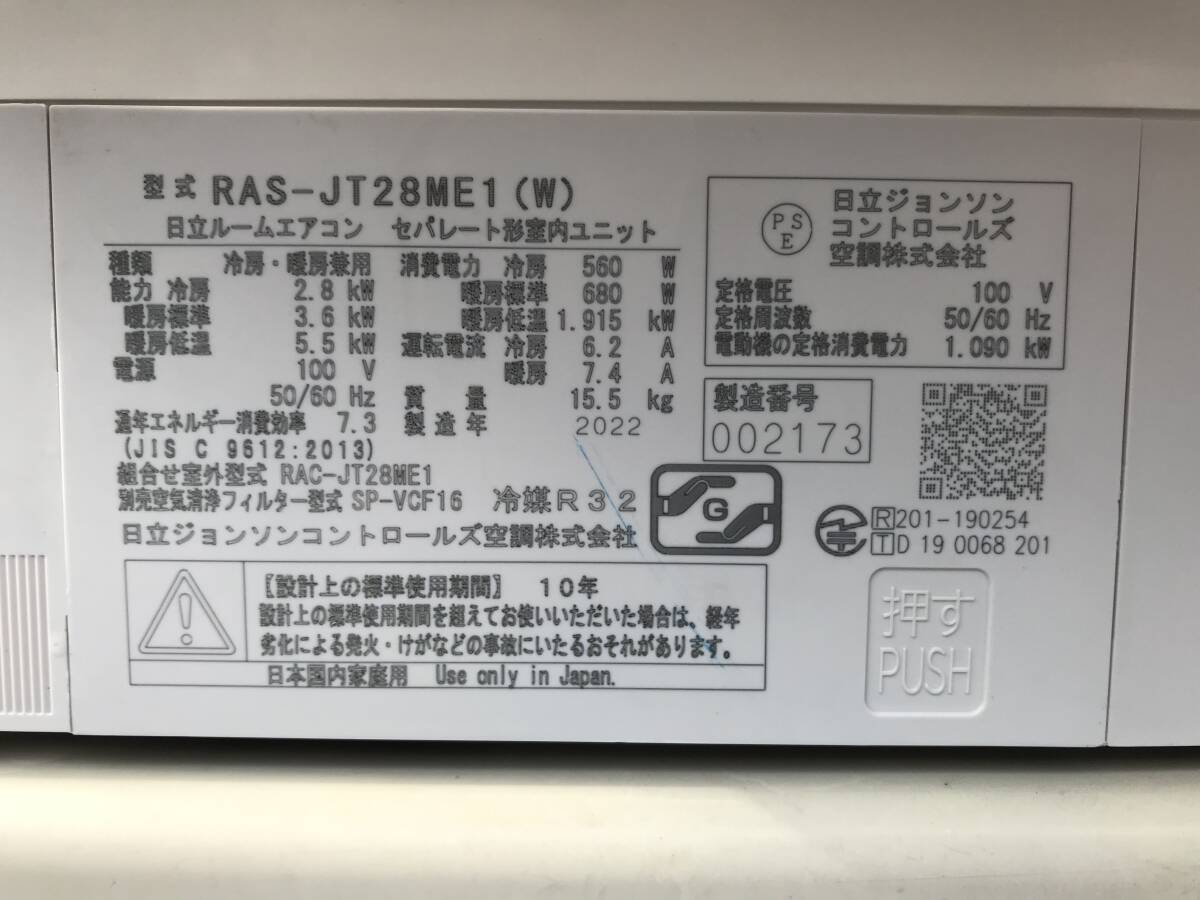 型式 RAS-JT28ME1(W)
日立ルームエアコン セパレート形室内ユニット
種類 冷房・暖房兼用
能力 冷房 2.8 kW
暖房標準 3.6 kW
暖房低温 5.5 kW
電源 100 V
50/60 Hz
通年エネルギー消費効率 7.3
(JIS C 9612:2013)
消費電力 冷房 560 W
暖房標準 680 W
暖房低温 1.915 kW
運転電流 冷房 6.2 A
暖房 7.4 A
質量 15.5 kg
製造年 2022
組合せ室外型式 RAC-JT28ME1
別売空気清浄フィルター型式 SP-VCF16
冷媒R32
日立ジョンソンコントロールズ空調株式会社
G
PS
E
日立ジョンソン
コントロールズ
空調株式会社
定格電圧 100 V
定格周波数 50/60 Hz
電動機の定格消費電力 1.090 kW
製造番号
002173
R201-190254
TD 19 0068 201
【設計上の標準使用期間】 10年
設計上の標準使用期間を超えてお使いいただいた場合は、経年
劣化による発火・けがなどの事故にいたるおそれがあります。
日本国内家庭用 Use only in Japan.
押す
PUSH